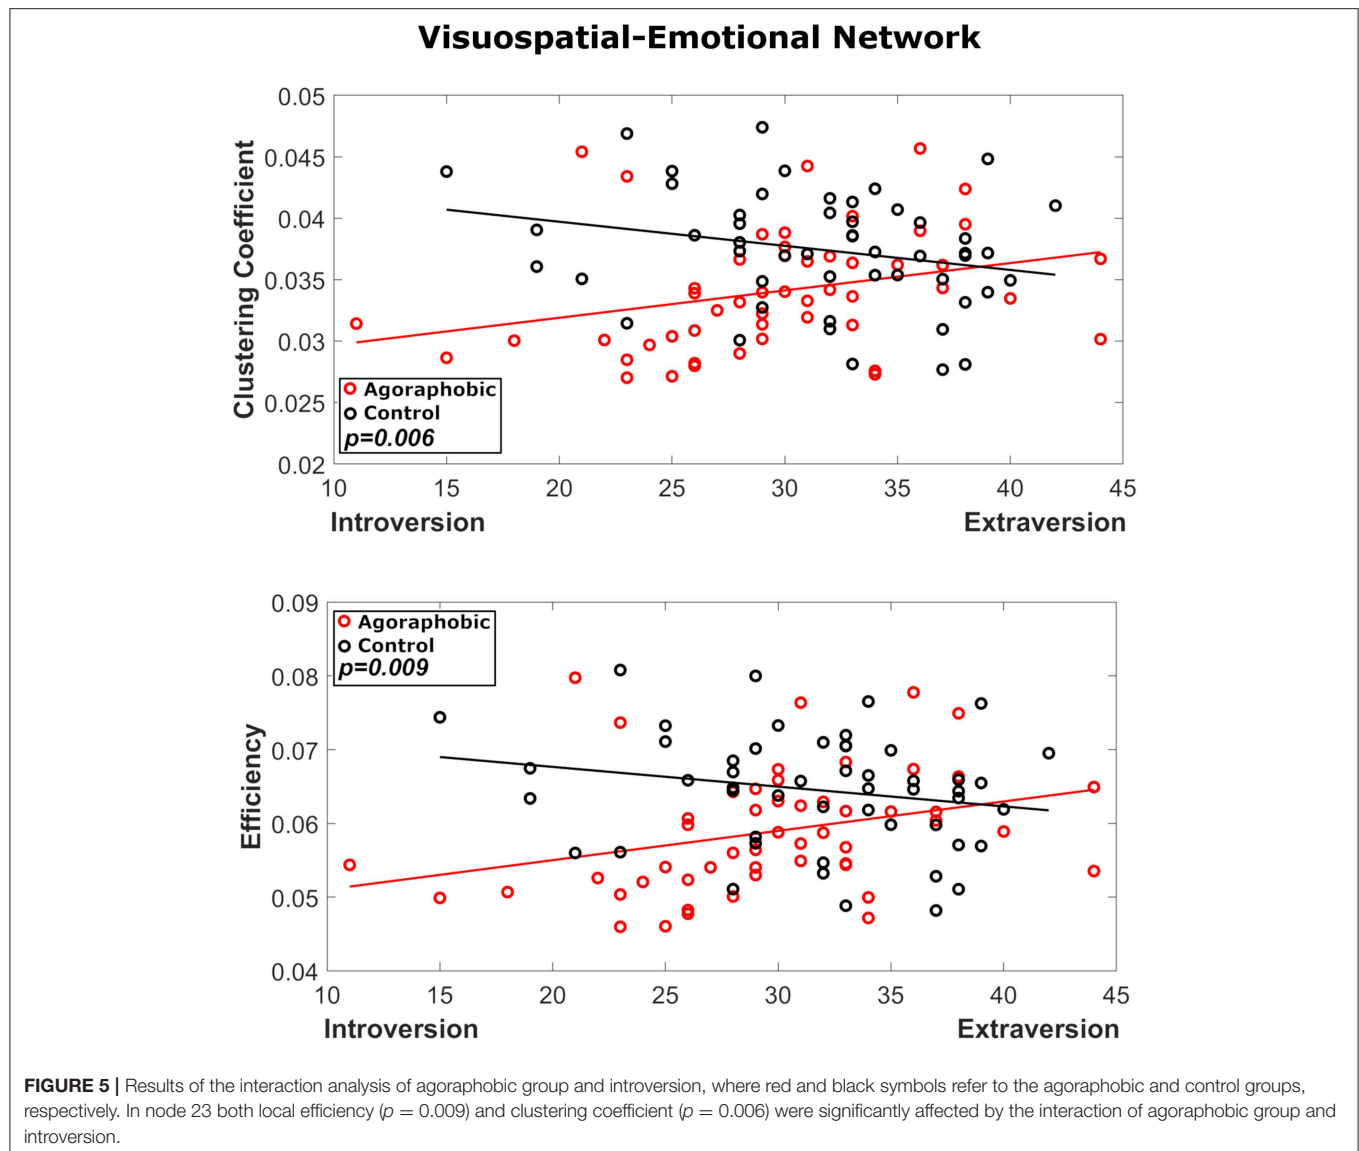 Visuospatial-Emotional Network
Clustering Coefficient
0.05
0.045
0.04
0.035
0.03
0.025
0.02
Agoraphobic
Control
p=0.006
10 15 20 25 30 35 40 45
Introversion Extraversion
Efficiency
0.09
0.08
0.07
0.06
0.05
0.04
Agoraphobic
Control
p=0.009
10 15 20 25 30 35 40 45
Introversion Extraversion
FIGURE 5 | Results of the interaction analysis of agoraphobic group and introversion, where red and black symbols refer to the agoraphobic and control groups,
respectively. In node 23 both local efficiency (p = 0.009) and clustering coefficient (p = 0.006) were significantly affected by the interaction of agoraphobic group and
introversion.